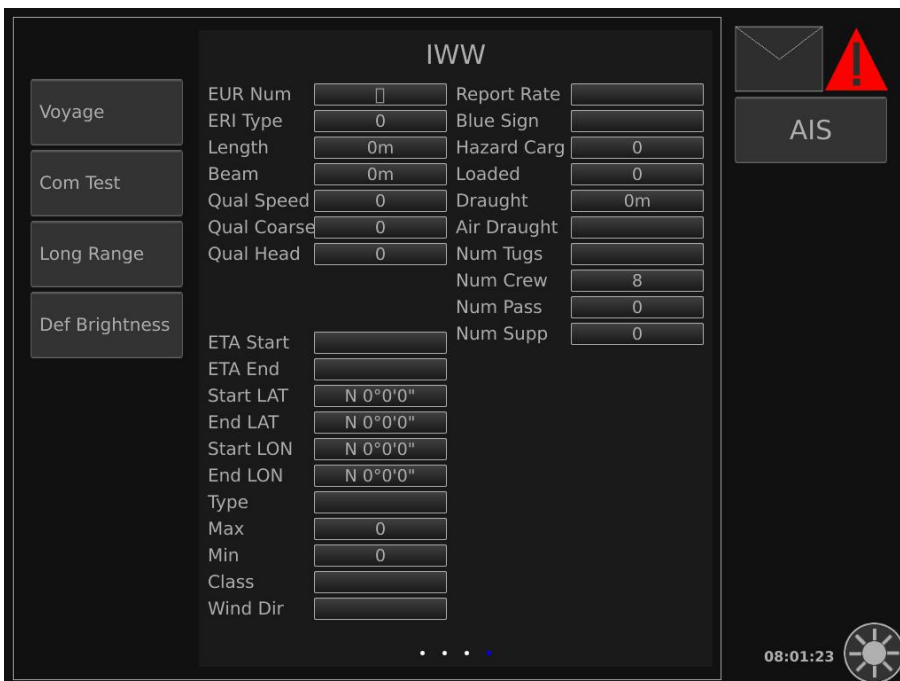 IWW
Voyage
Com Test
Long Range
Def Brightness
EUR Num
ERI Type 0
Length 0m
Beam 0m
Qual Speed 0
Qual Coarse 0
Qual Head 0
ETA Start
ETA End
Start LAT N 0°0'0"
End LAT N 0°0'0"
Start LON N 0°0'0"
End LON N 0°0'0"
Type
Max 0
Min 0
Class
Wind Dir
Report Rate
Blue Sign
Hazard Carg 0
Loaded 0
Draught 0m
Air Draught
Num Tugs
Num Crew 8
Num Pass 0
Num Supp 0
AIS
08:01:23